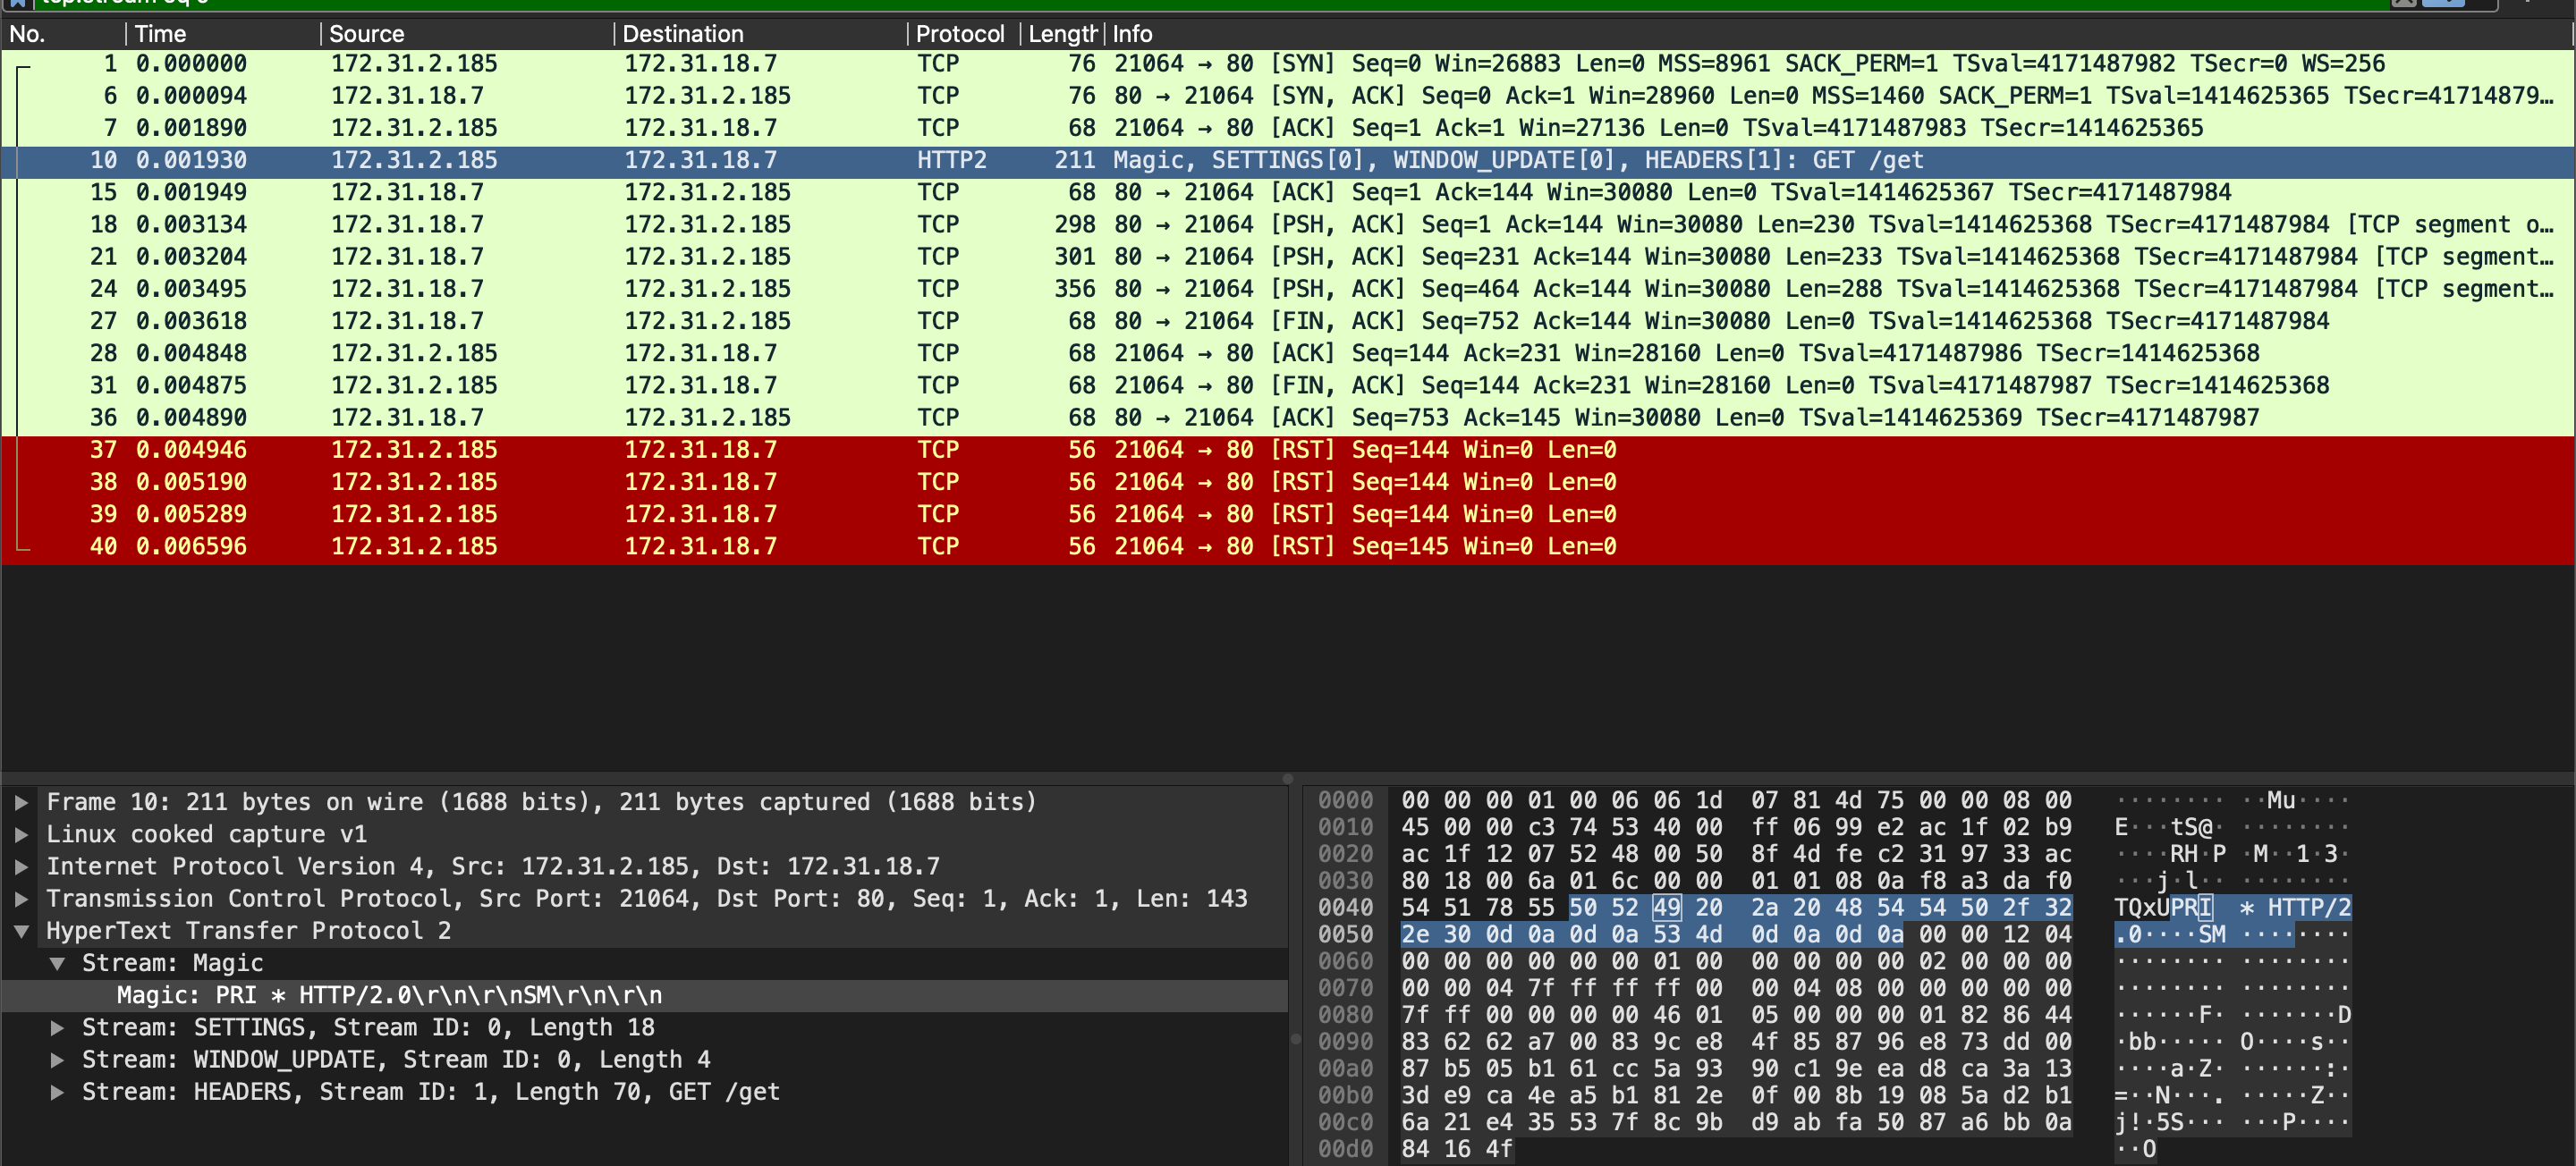 No. Time Source Destination Protocol Length Info
1 0.000000 172.31.2.185 172.31.18.7 TCP 76 21064 → 80 [SYN] Seq=0 Win=26883 Len=0 MSS=8961 SACK_PERM=1 TSval=4171487982 TSecr=0 WS=256
6 0.000094 172.31.18.7 172.31.2.185 TCP 76 80 → 21064 [SYN, ACK] Seq=0 Ack=1 Win=28960 Len=0 MSS=1460 SACK_PERM=1 TSval=1414625365 TSecr=41714879…
7 0.001890 172.31.2.185 172.31.18.7 TCP 68 21064 → 80 [ACK] Seq=1 Ack=1 Win=27136 Len=0 TSval=4171487983 TSecr=1414625365
10 0.001930 172.31.2.185 172.31.18.7 HTTP2 211 Magic, SETTINGS[0], WINDOW_UPDATE[0], HEADERS[1]: GET /get
15 0.001949 172.31.18.7 172.31.2.185 TCP 68 80 → 21064 [ACK] Seq=1 Ack=144 Win=30080 Len=0 TSval=1414625367 TSecr=4171487984
18 0.003134 172.31.18.7 172.31.2.185 TCP 298 80 → 21064 [PSH, ACK] Seq=1 Ack=144 Win=30080 Len=230 TSval=1414625368 TSecr=4171487984 [TCP segment o…
21 0.003204 172.31.18.7 172.31.2.185 TCP 301 80 → 21064 [PSH, ACK] Seq=231 Ack=144 Win=30080 Len=233 TSval=1414625368 TSecr=4171487984 [TCP segment…
24 0.003495 172.31.18.7 172.31.2.185 TCP 356 80 → 21064 [PSH, ACK] Seq=464 Ack=144 Win=30080 Len=288 TSval=1414625368 TSecr=4171487984 [TCP segment…
27 0.003618 172.31.18.7 172.31.2.185 TCP 68 80 → 21064 [FIN, ACK] Seq=752 Ack=144 Win=30080 Len=0 TSval=1414625368 TSecr=4171487984
28 0.004848 172.31.2.185 172.31.18.7 TCP 68 21064 → 80 [ACK] Seq=144 Ack=231 Win=28160 Len=0 TSval=4171487986 TSecr=1414625368
31 0.004875 172.31.2.185 172.31.18.7 TCP 68 21064 → 80 [FIN, ACK] Seq=144 Ack=231 Win=28160 Len=0 TSval=4171487987 TSecr=1414625368
36 0.004890 172.31.18.7 172.31.2.185 TCP 68 80 → 21064 [ACK] Seq=753 Ack=145 Win=30080 Len=0 TSval=1414625369 TSecr=4171487987
37 0.004946 172.31.2.185 172.31.18.7 TCP 56 21064 → 80 [RST] Seq=144 Win=0 Len=0
38 0.005190 172.31.2.185 172.31.18.7 TCP 56 21064 → 80 [RST] Seq=144 Win=0 Len=0
39 0.005289 172.31.2.185 172.31.18.7 TCP 56 21064 → 80 [RST] Seq=144 Win=0 Len=0
40 0.006596 172.31.2.185 172.31.18.7 TCP 56 21064 → 80 [RST] Seq=145 Win=0 Len=0
Frame 10: 211 bytes on wire (1688 bits), 211 bytes captured (1688 bits)
Linux cooked capture v1
Internet Protocol Version 4, Src: 172.31.2.185, Dst: 172.31.18.7
Transmission Control Protocol, Src Port: 21064, Dst Port: 80, Seq: 1, Ack: 1, Len: 143
HyperText Transfer Protocol 2
Stream: Magic
Magic: PRI * HTTP/2.0\r\n\r\nSM\r\n\r\n
Stream: SETTINGS, Stream ID: 0, Length 18
Stream: WINDOW_UPDATE, Stream ID: 0, Length 4
Stream: HEADERS, Stream ID: 1, Length 70, GET /get
0000 00 00 00 01 00 06 06 1d 07 81 4d 75 00 00 08 00 ········ ··Mu····
0010 45 00 00 c3 74 53 40 00 ff 06 99 e2 ac 1f 02 b9 E···tS@· ········
0020 ac 1f 12 07 52 48 00 50 8f 4d fe c2 31 97 33 ac ····RH·P ·M··1·3·
0030 80 18 00 6a 01 6c 00 00 01 01 08 0a f8 a3 da f0 ···j·l·· ········
0040 54 51 78 55 50 52 49 20 2a 20 48 54 54 50 2f 32 TQxUPRI * HTTP/2
0050 2e 30 0d 0a 0d 0a 53 4d 0d 0a 0d 0a 00 00 12 04 .0····SM ········
0060 00 00 00 00 00 00 01 00 00 00 00 00 02 00 00 00 ········ ········
0070 00 00 04 7f ff ff ff 00 00 04 08 00 00 00 00 00 ········ ········
0080 7f ff 00 00 00 00 46 01 05 00 00 00 01 82 86 44 ······F· ·······D
0090 83 62 62 a7 00 83 9c e8 4f 85 87 96 e8 73 dd 00 ·bb····· O····s··
00a0 87 b5 05 b1 61 cc 5a 93 90 c1 9e ea d8 ca 3a 13 ····a·Z· ······:·
00b0 3d e9 ca 4e a5 b1 81 2e 0f 00 8b 19 08 5a d2 b1 =··N···. ·····Z··
00c0 6a 21 e4 35 53 7f 8c 9b d9 ab fa 50 87 a6 bb 0a j!·5S··· ···P····
00d0 84 16 4f ··O